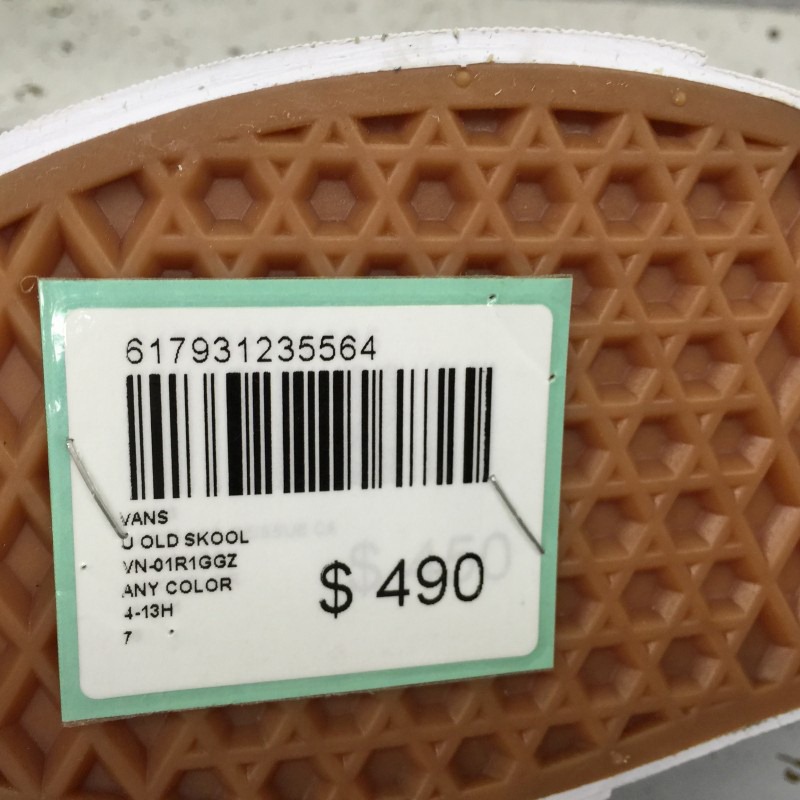 617931235564
VANS
U OLD SKOOL
VN-01R1GGZ
ANY COLOR
4-13H
7
$ 490